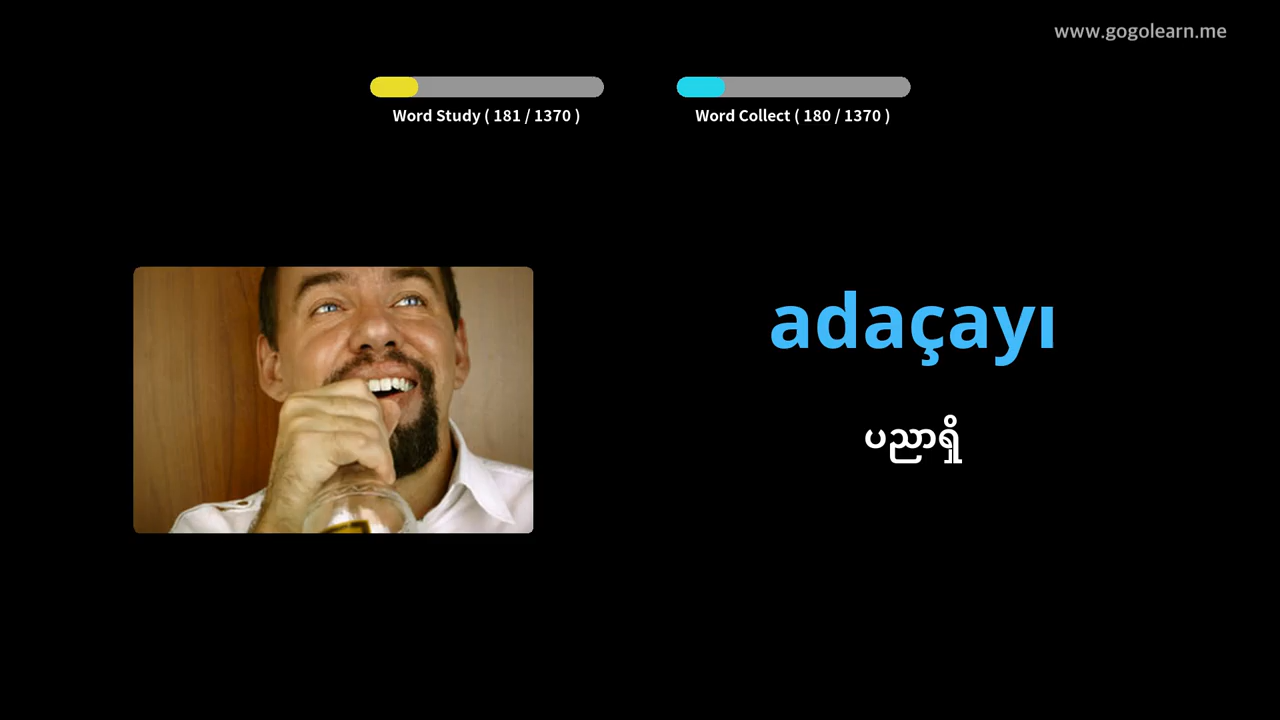 www.gogolearn.me
Word Study ( 181 / 1370 )
Word Collect ( 180 / 1370 )
adaçayı
ပညာရှိ